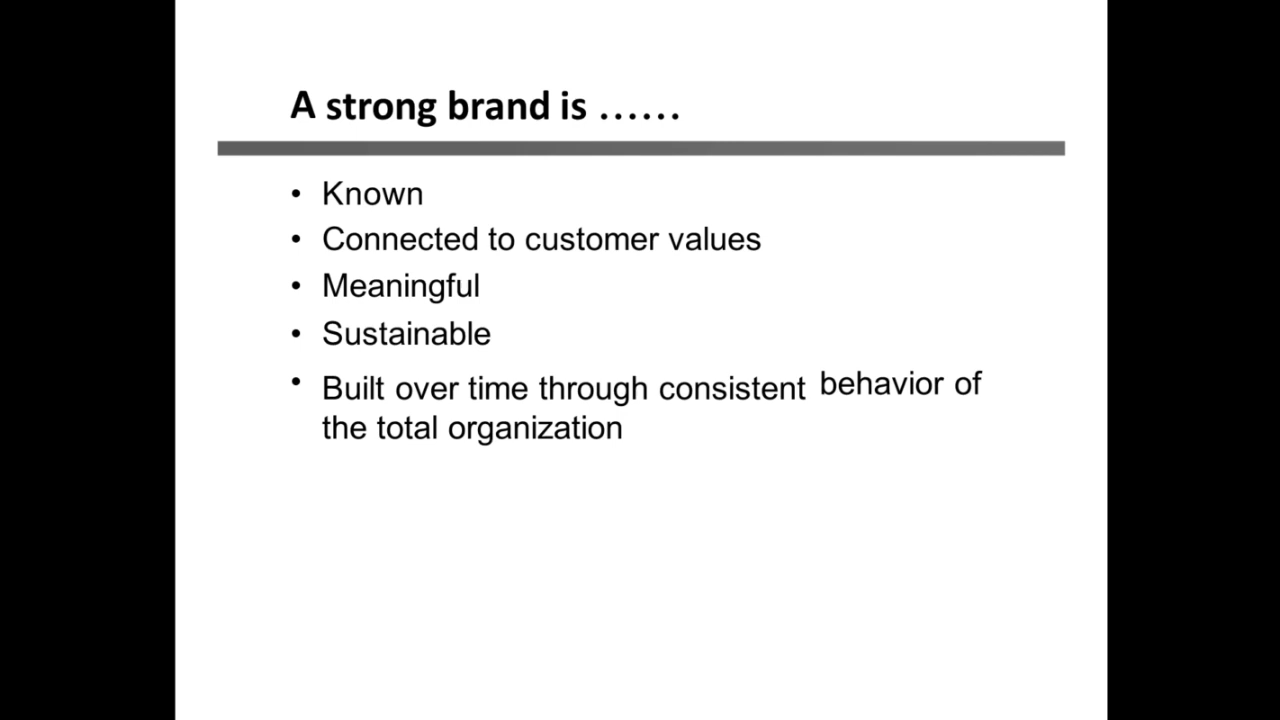 A strong brand is ......
• Known
• Connected to customer values
• Meaningful
• Sustainable
• Built over time through consistent behavior of
the total organization